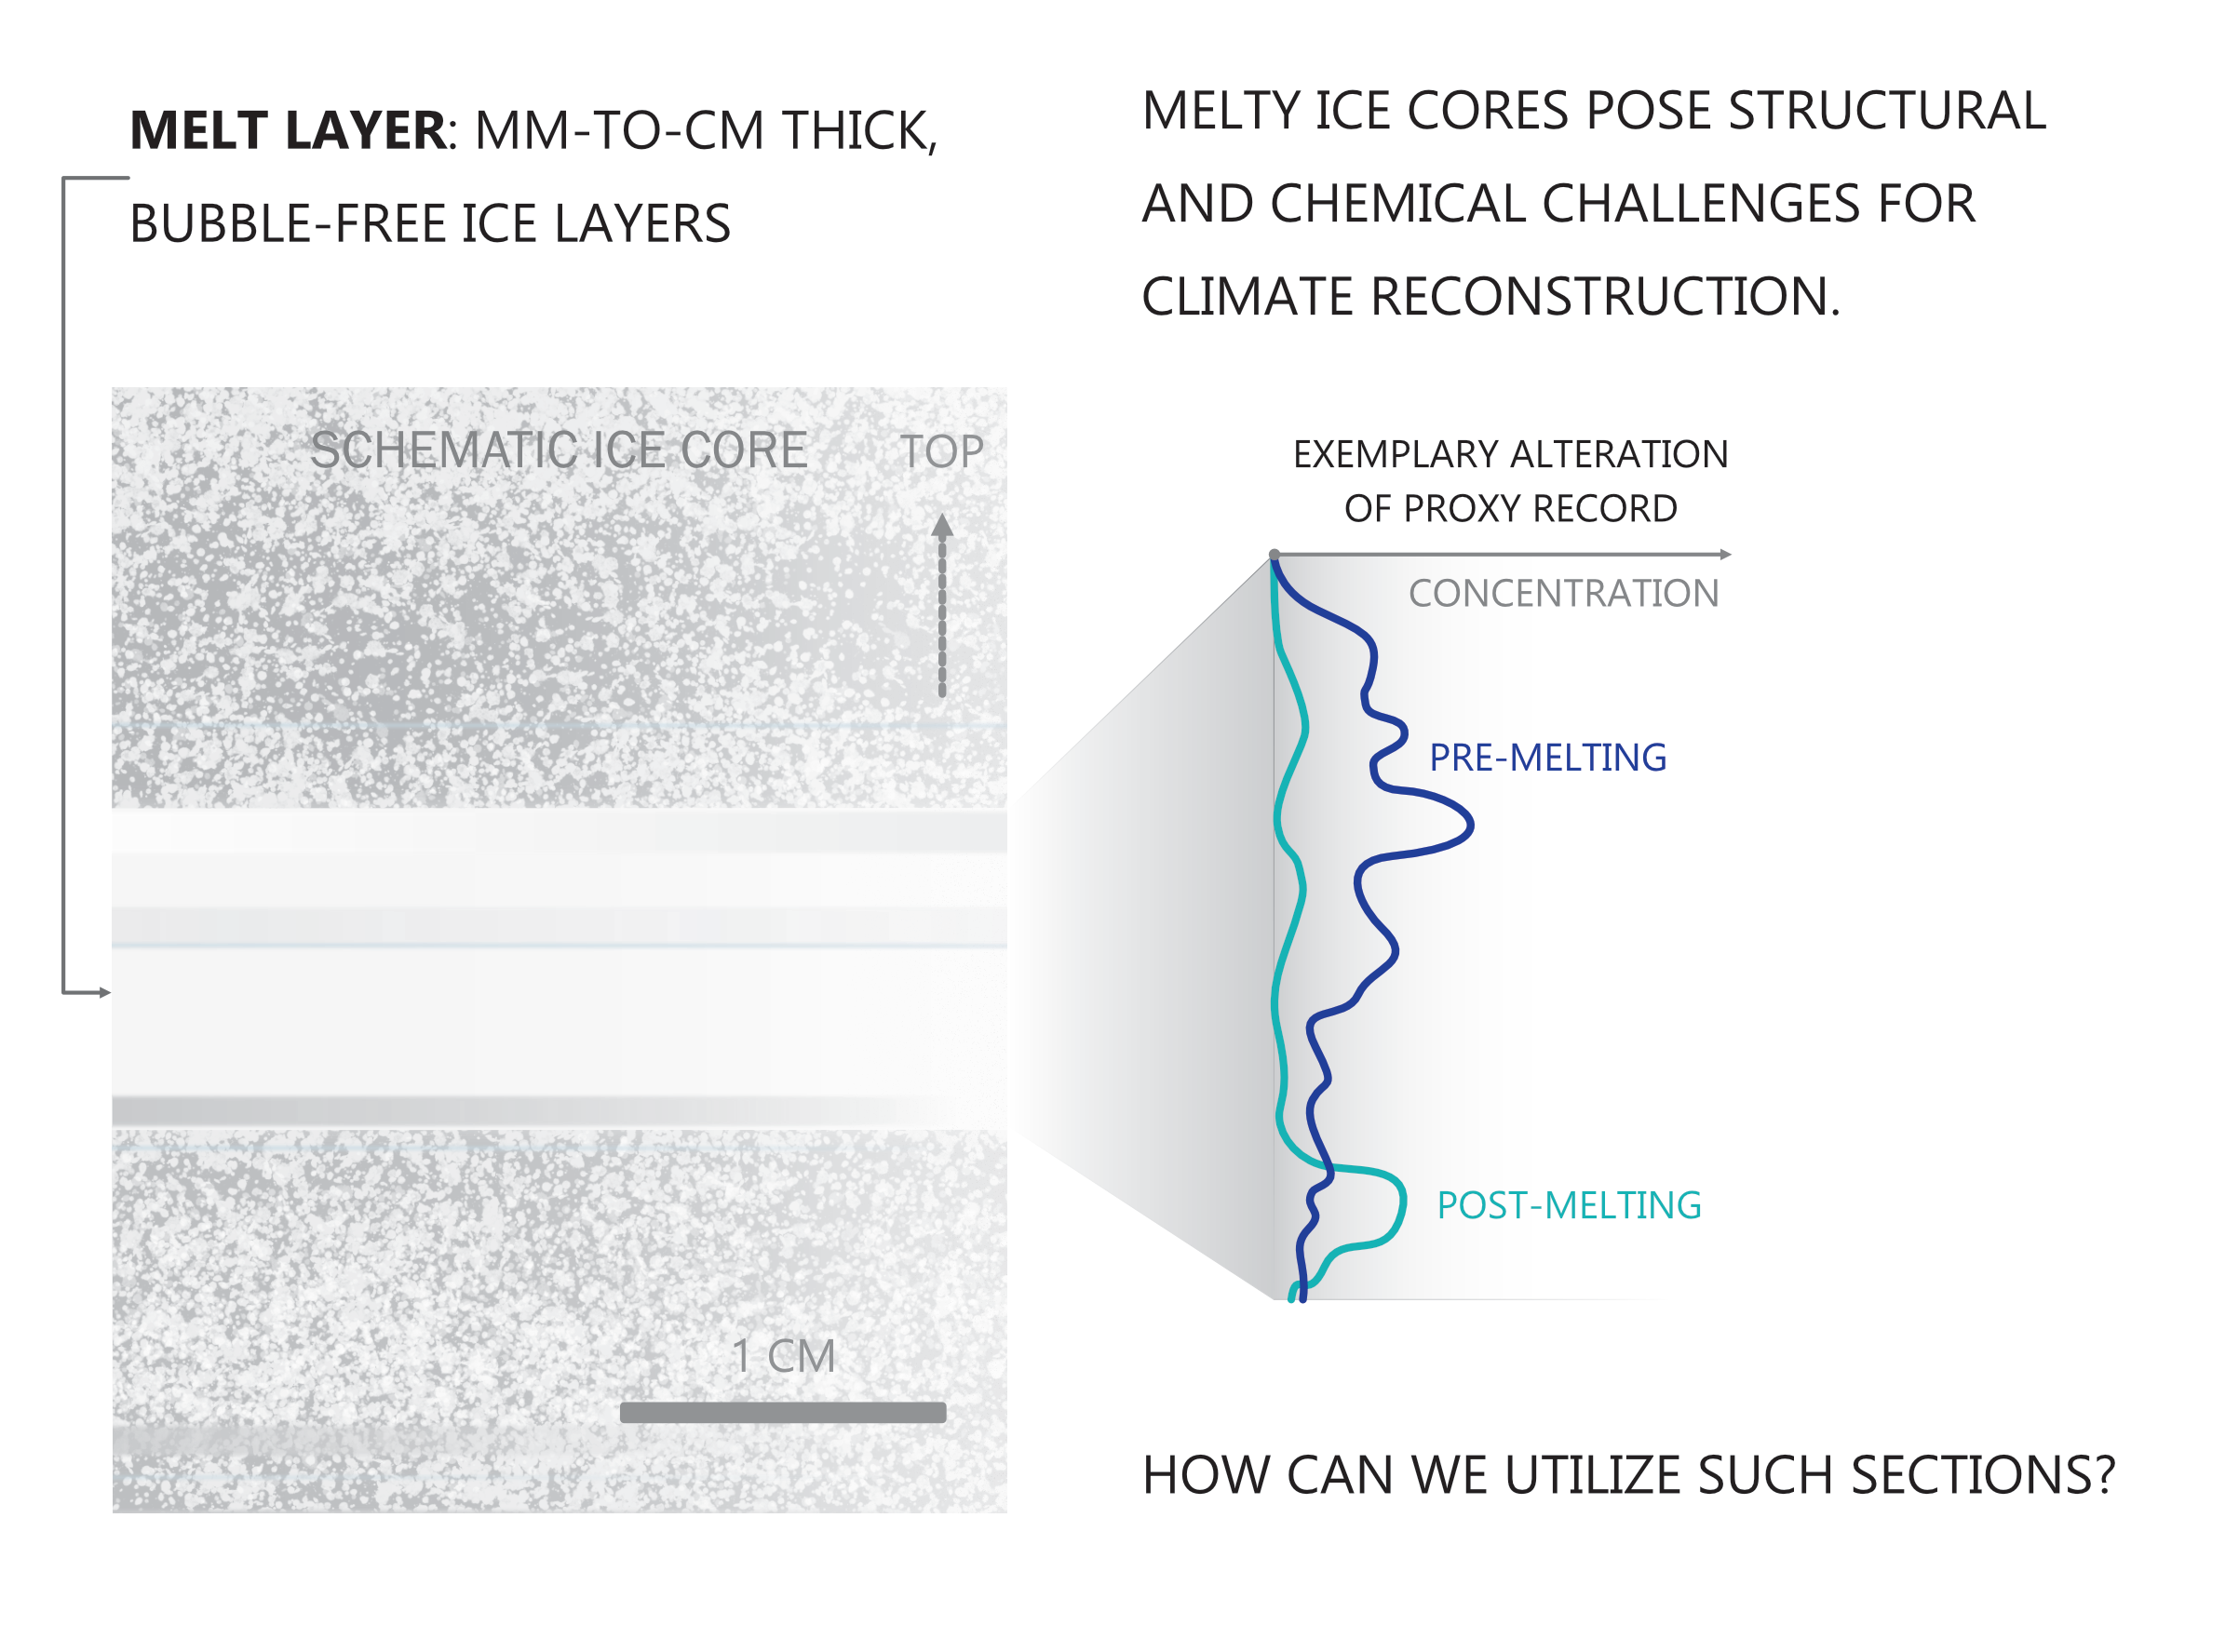 MELT LAYER: MM-TO-CM THICK,
BUBBLE-FREE ICE LAYERS
MELTY ICE CORES POSE STRUCTURAL
AND CHEMICAL CHALLENGES FOR
CLIMATE RECONSTRUCTION.
SCHEMATIC ICE CORE
TOP
1 CM
EXEMPLARY ALTERATION
OF PROXY RECORD
CONCENTRATION
PRE-MELTING
POST-MELTING
HOW CAN WE UTILIZE SUCH SECTIONS?